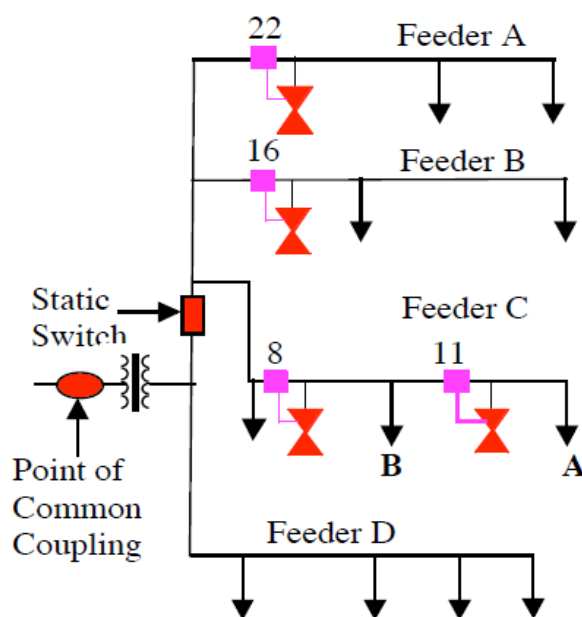 22
Feeder A
16
Feeder B
Static
Switch
Feeder C
8
11
B
A
Point of
Common
Coupling
Feeder D